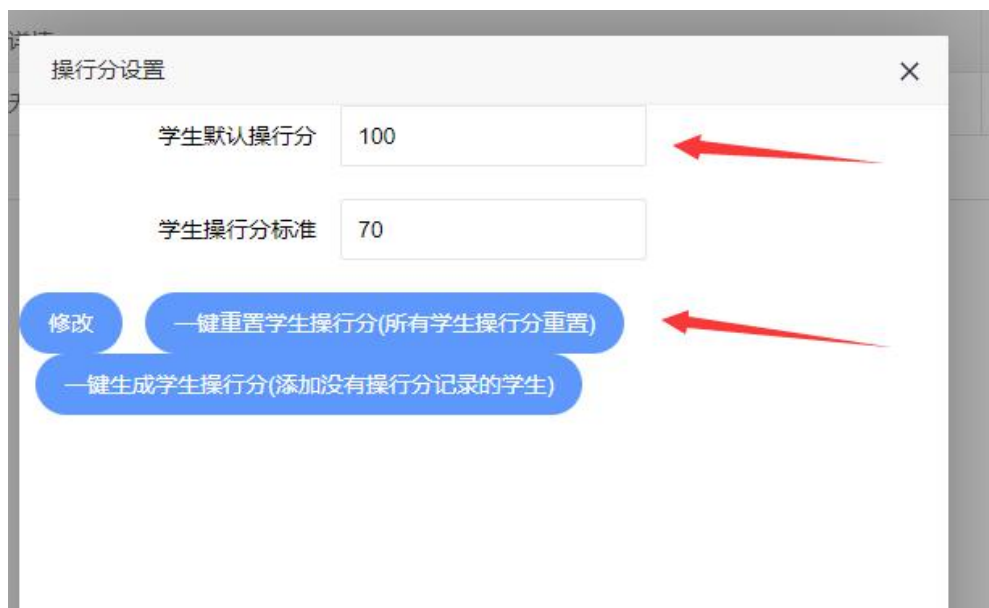 操行分设置
学生默认操行分 100
学生操行分标准 70
修改 一键重置学生操行分(所有学生操行分重置)
一键生成学生操行分(添加没有操行分记录的学生)